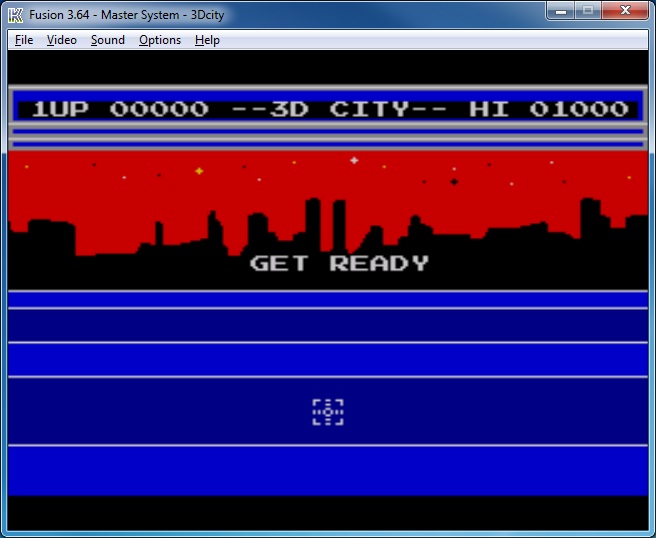 Fusion 3.64 - Master System - 3Dcity
File Video Sound Options Help
1UP 00000 --3D CITY-- HI 01000
GET READY